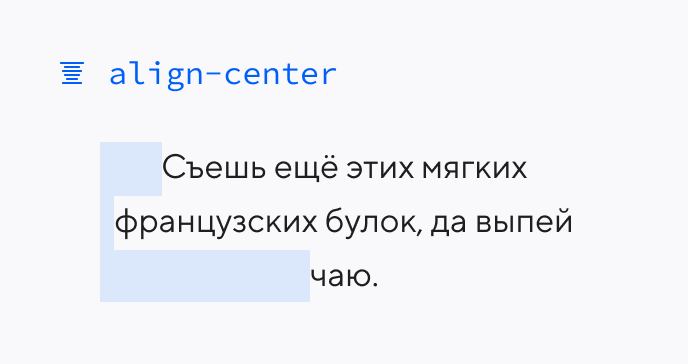 align-center
Съешь ещё этих мягких
французских булок, да выпей
чаю.